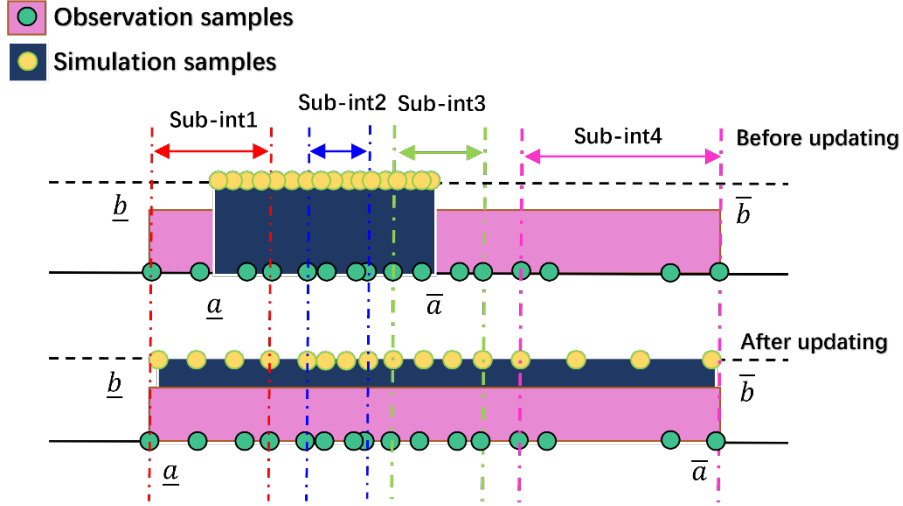 Observation samples
Simulation samples
Sub-int1
Sub-int2
Sub-int3
Sub-int4
Before updating
b̲
b̅
a̲
a̅
After updating
b̲
b̅
a̲
a̅